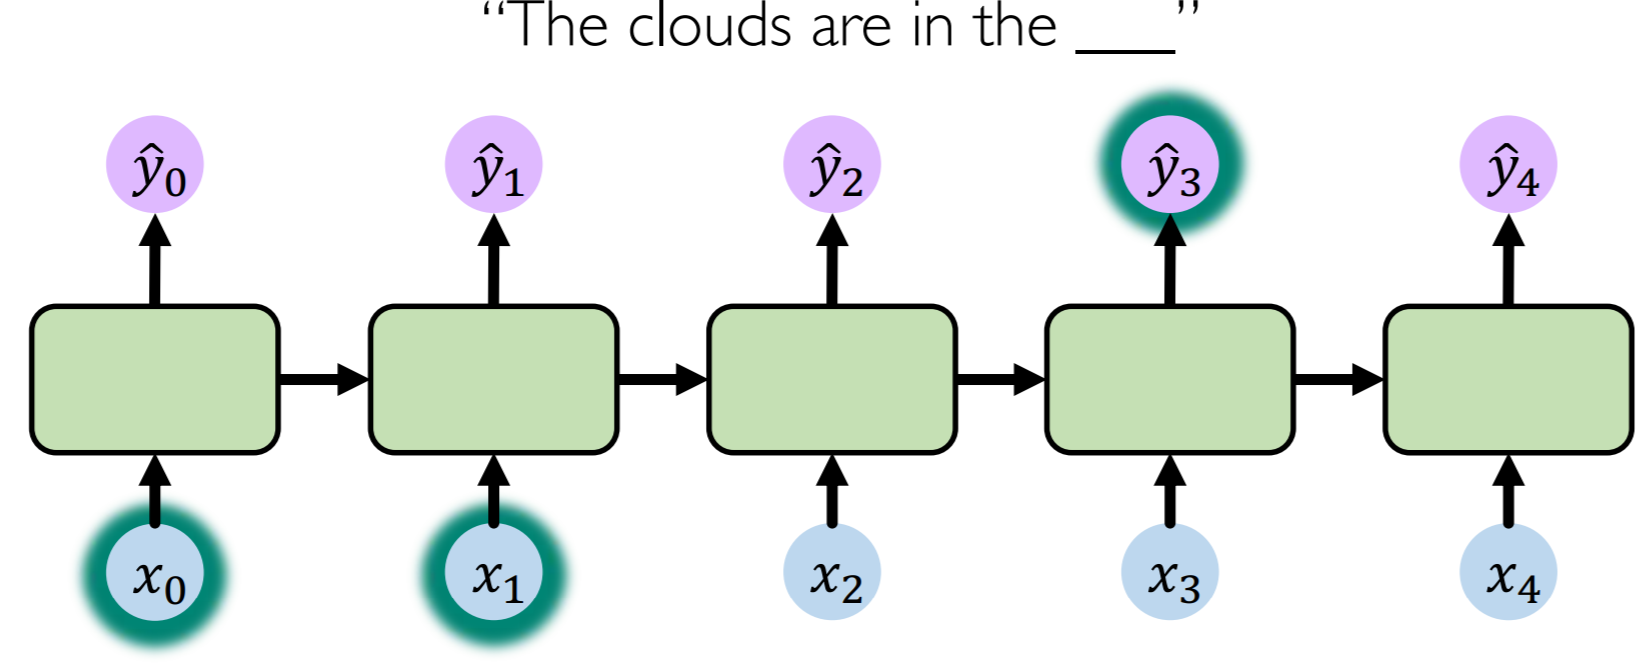 “The clouds are in the ___”
ŷ₀ ŷ₁ ŷ₂ ŷ₃ ŷ₄
x₀ x₁ x₂ x₃ x₄